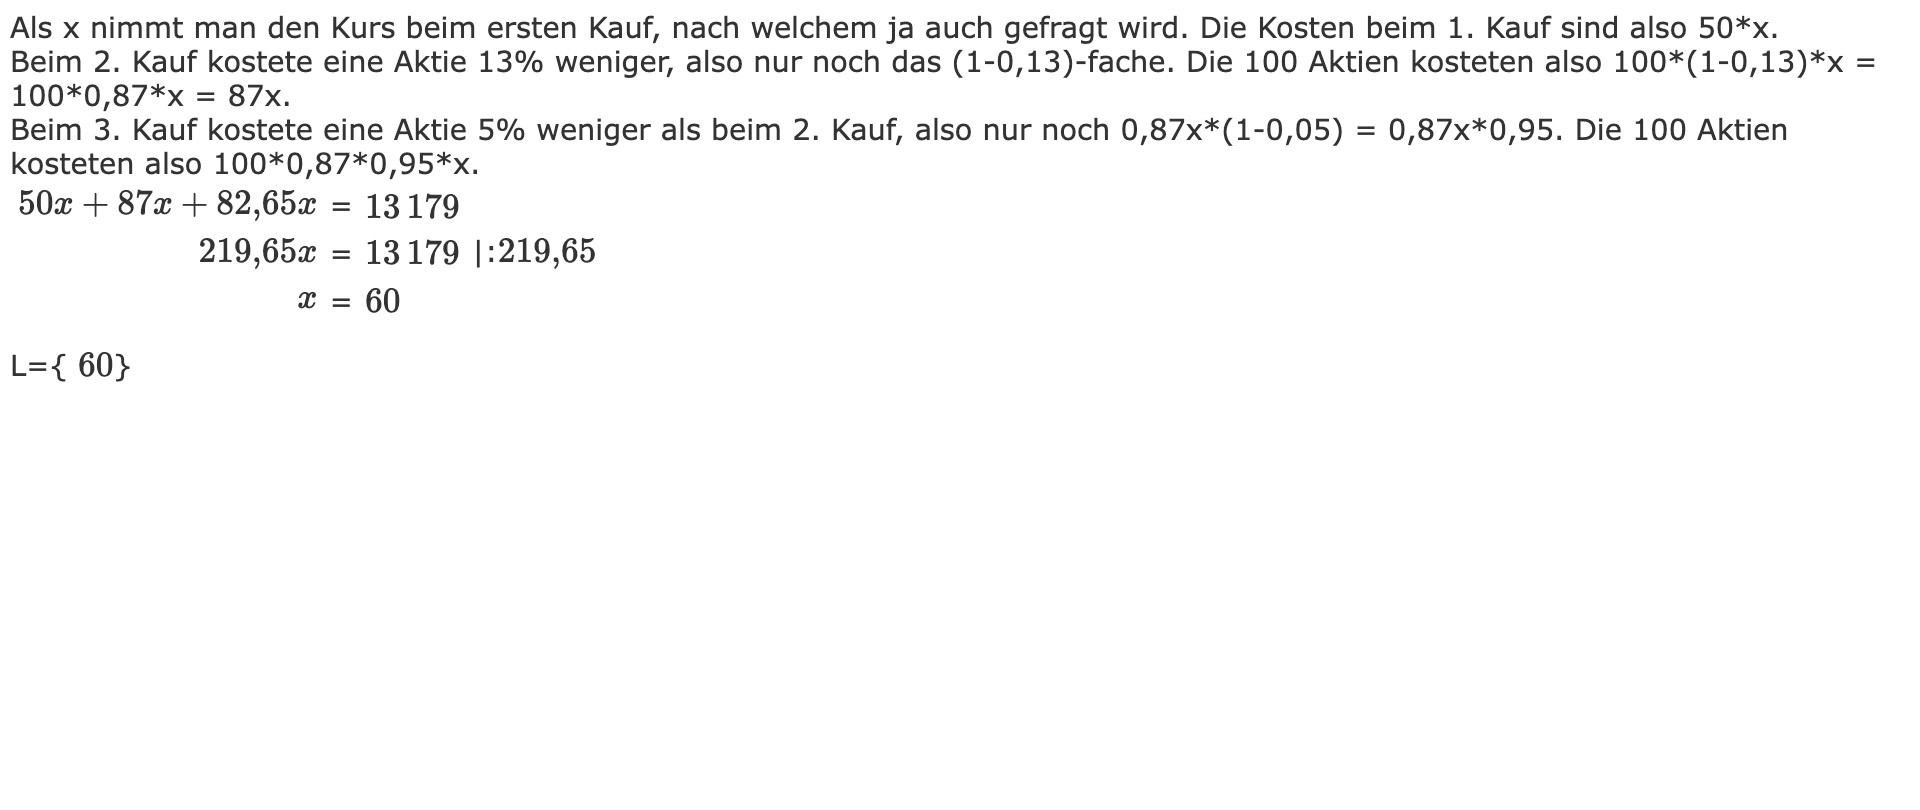 Als x nimmt man den Kurs beim ersten Kauf, nach welchem ja auch gefragt wird. Die Kosten beim 1. Kauf sind also 50*x.
Beim 2. Kauf kostete eine Aktie 13% weniger, also nur noch das (1-0,13)-fache. Die 100 Aktien kosteten also 100*(1-0,13)*x =
100*0,87*x = 87x.
Beim 3. Kauf kostete eine Aktie 5% weniger als beim 2. Kauf, also nur noch 0,87x*(1-0,05) = 0,87x*0,95. Die 100 Aktien
kosteten also 100*0,87*0,95*x.
50x + 87x + 82,65x = 13 179
219,65x = 13 179 |:219,65
x = 60
L={ 60}